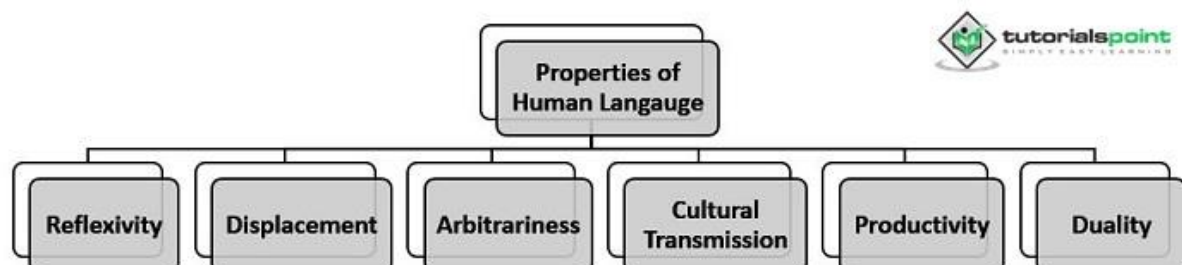 tutorialspoint
SIMPLY EASY LEARNING
Properties of
Human Langauge
Reflexivity
Displacement
Arbitrariness
Cultural
Transmission
Productivity
Duality